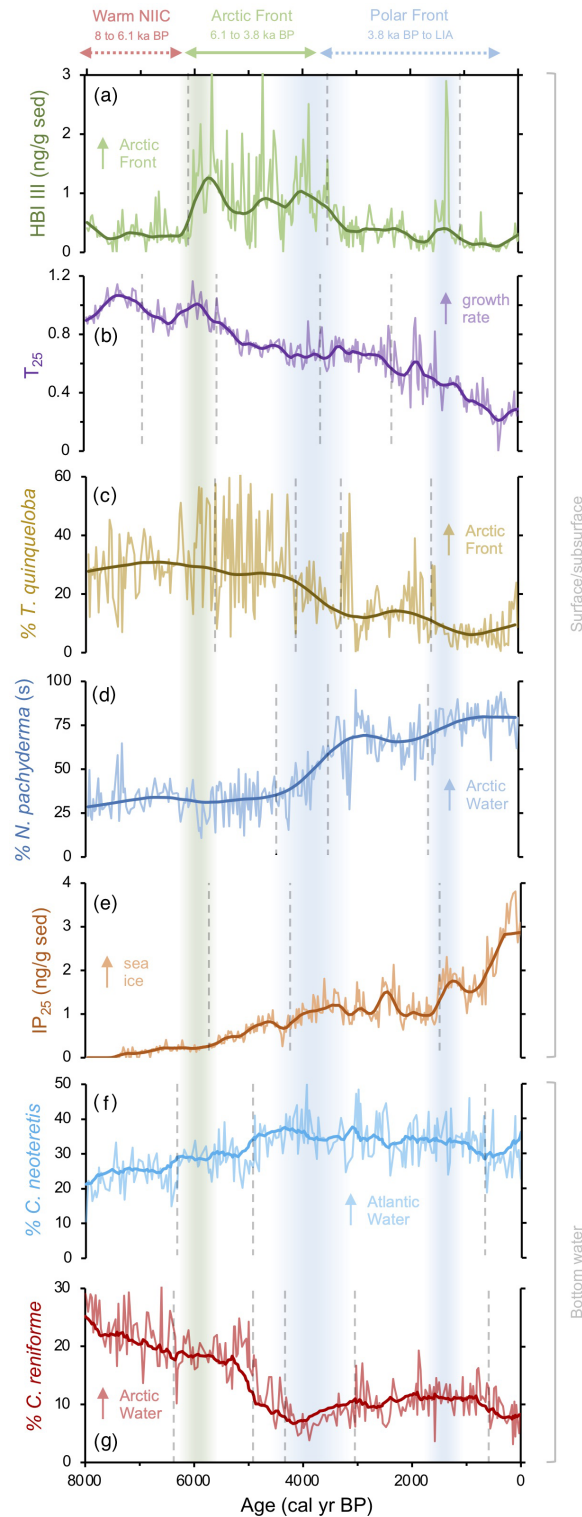 Warm NIIC
8 to 6.1 ka BP
Arctic Front
6.1 to 3.8 ka BP
Polar Front
3.8 ka BP to LIA
(a)
HBI III (ng/g sed)
3
2
1
0
Arctic
Front
(b)
T25
1.2
0.8
0.4
0
growth
rate
(c)
% T. quinqueloba
60
40
20
0
Arctic
Front
Surface/subsurface
(d)
% N. pachyderma (s)
100
75
50
25
0
Arctic
Water
(e)
IP25 (ng/g sed)
4
3
2
1
0
sea
ice
(f)
% C. neoteretis
50
40
30
20
10
0
Atlantic
Water
Bottom water
% C. reniforme
30
20
10
0
Arctic
Water
(g)
8000 6000 4000 2000 0
Age (cal yr BP)